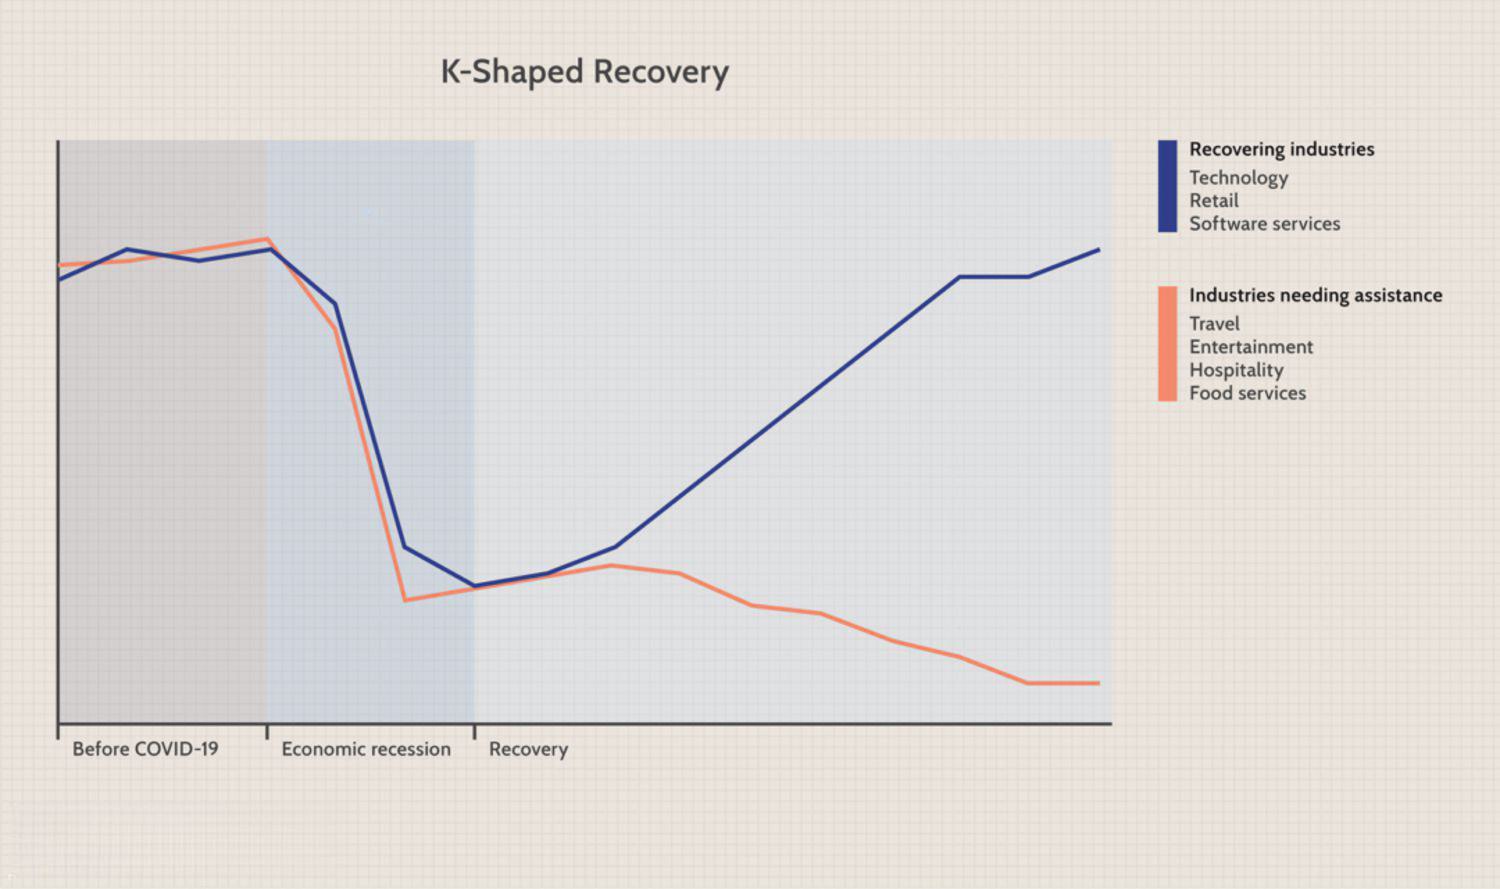 K-Shaped Recovery
Recovering industries
Technology
Retail
Software services
Industries needing assistance
Travel
Entertainment
Hospitality
Food services
Before COVID-19
Economic recession
Recovery